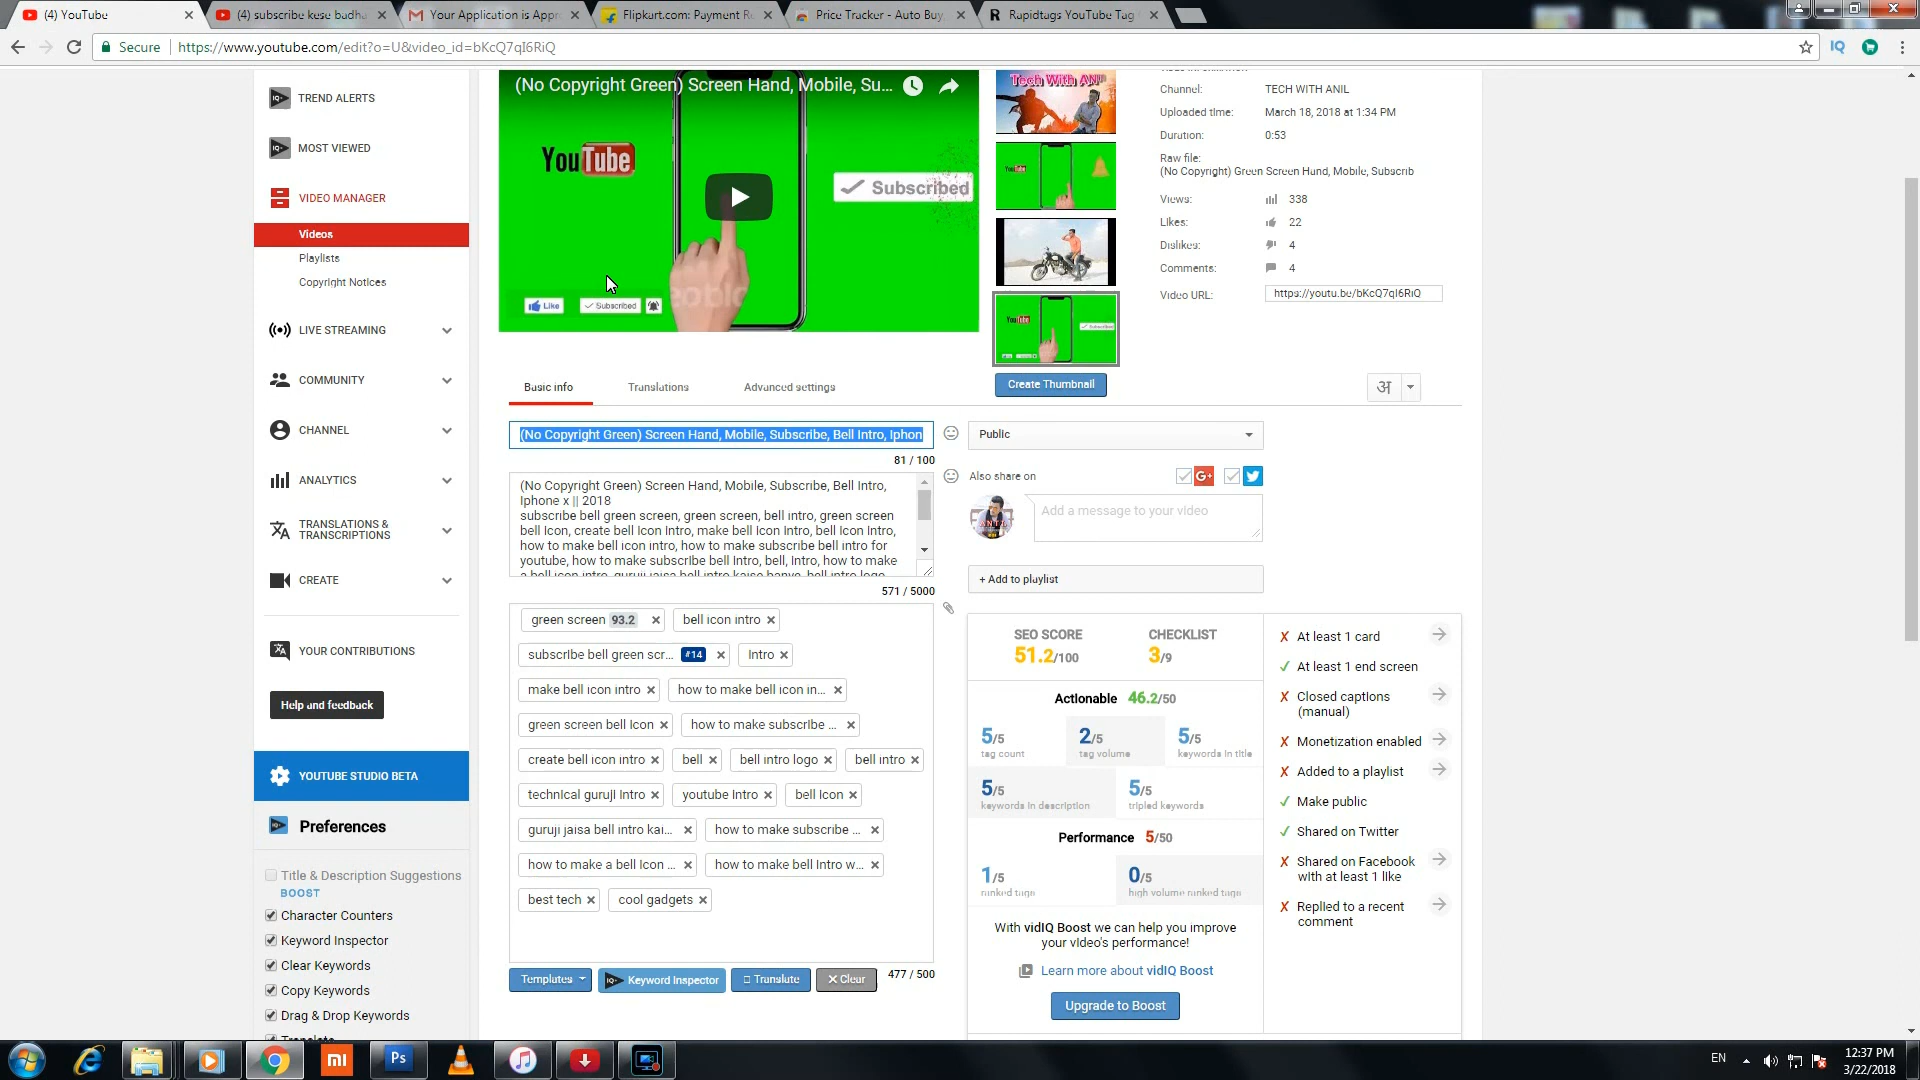 (4) YouTube
(4) subscribe kese badha
Your Application is Appr
Flipkart.com: Payment R
Price Tracker - Auto Buy,
Rapidtags YouTube Tag
Secure
https://www.youtube.com/edit?o=U&video_id=bKcQ7qI6RiQ
TREND ALERTS
MOST VIEWED
VIDEO MANAGER
Videos
Playlists
Copyright Notices
LIVE STREAMING
COMMUNITY
CHANNEL
ANALYTICS
TRANSLATIONS &
TRANSCRIPTIONS
CREATE
YOUR CONTRIBUTIONS
Help and feedback
YOUTUBE STUDIO BETA
Preferences
Title & Description Suggestions
BOOST
Character Counters
Keyword Inspector
Clear Keywords
Copy Keywords
Drag & Drop Keywords
Translate
(No Copyright Green) Screen Hand, Mobile, Su...
YouTube
Subscribed
Like
Subscribed
Tech With ANI
Channel: TECH WITH ANIL
Uploaded time: March 18, 2018 at 1:34 PM
Duration: 0:53
Raw file:
(No Copyright) Green Screen Hand, Mobile, Subscrib
Views: 338
Likes: 22
Dislikes: 4
Comments: 4
Video URL: https://youtu.be/bKcQ7qI6RiQ
Basic info
Translations
Advanced settings
Create Thumbnail
अ
(No Copyright Green) Screen Hand, Mobile, Subscribe, Bell Intro, Iphon
81 / 100
(No Copyright Green) Screen Hand, Mobile, Subscribe, Bell Intro,
Iphone x || 2018
subscribe bell green screen, green screen, bell intro, green screen
bell Icon, create bell Icon Intro, make bell Icon Intro, bell Icon Intro,
how to make bell icon intro, how to make subscribe bell intro for
youtube, how to make subscribe bell Intro, bell, Intro, how to make
a bell icon intro, guruji jaisa bell intro kaise banye, bell intro logo
571 / 5000
green screen 93.2
bell icon intro
subscribe bell green scr... #14
Intro
make bell icon intro
how to make bell icon in...
green screen bell Icon
how to make subscribe ...
create bell icon intro
bell
bell intro logo
bell intro
technical guruji Intro
youtube Intro
bell Icon
guruji jaisa bell intro kai...
how to make subscribe ...
how to make a bell Icon ...
how to make bell Intro w...
best tech
cool gadgets
Templates
Keyword Inspector
Translate
Clear
477 / 500
Public
Also share on
G+
Add a message to your video
+ Add to playlist
SEO SCORE
51.2/100
CHECKLIST
3/9
Actionable 46.2/50
5/5
tag count
2/5
tag volume
5/5
keywords in title
5/5
keywords in description
5/5
tripled keywords
Performance 5/50
1/5
ranked tags
0/5
high volume ranked tags
With vidIQ Boost we can help you improve
your video's performance!
Learn more about vidIQ Boost
Upgrade to Boost
At least 1 card
At least 1 end screen
Closed captions
(manual)
Monetization enabled
Added to a playlist
Make public
Shared on Twitter
Shared on Facebook
with at least 1 like
Replied to a recent
comment
Ps
EN
12:37 PM
3/22/2018